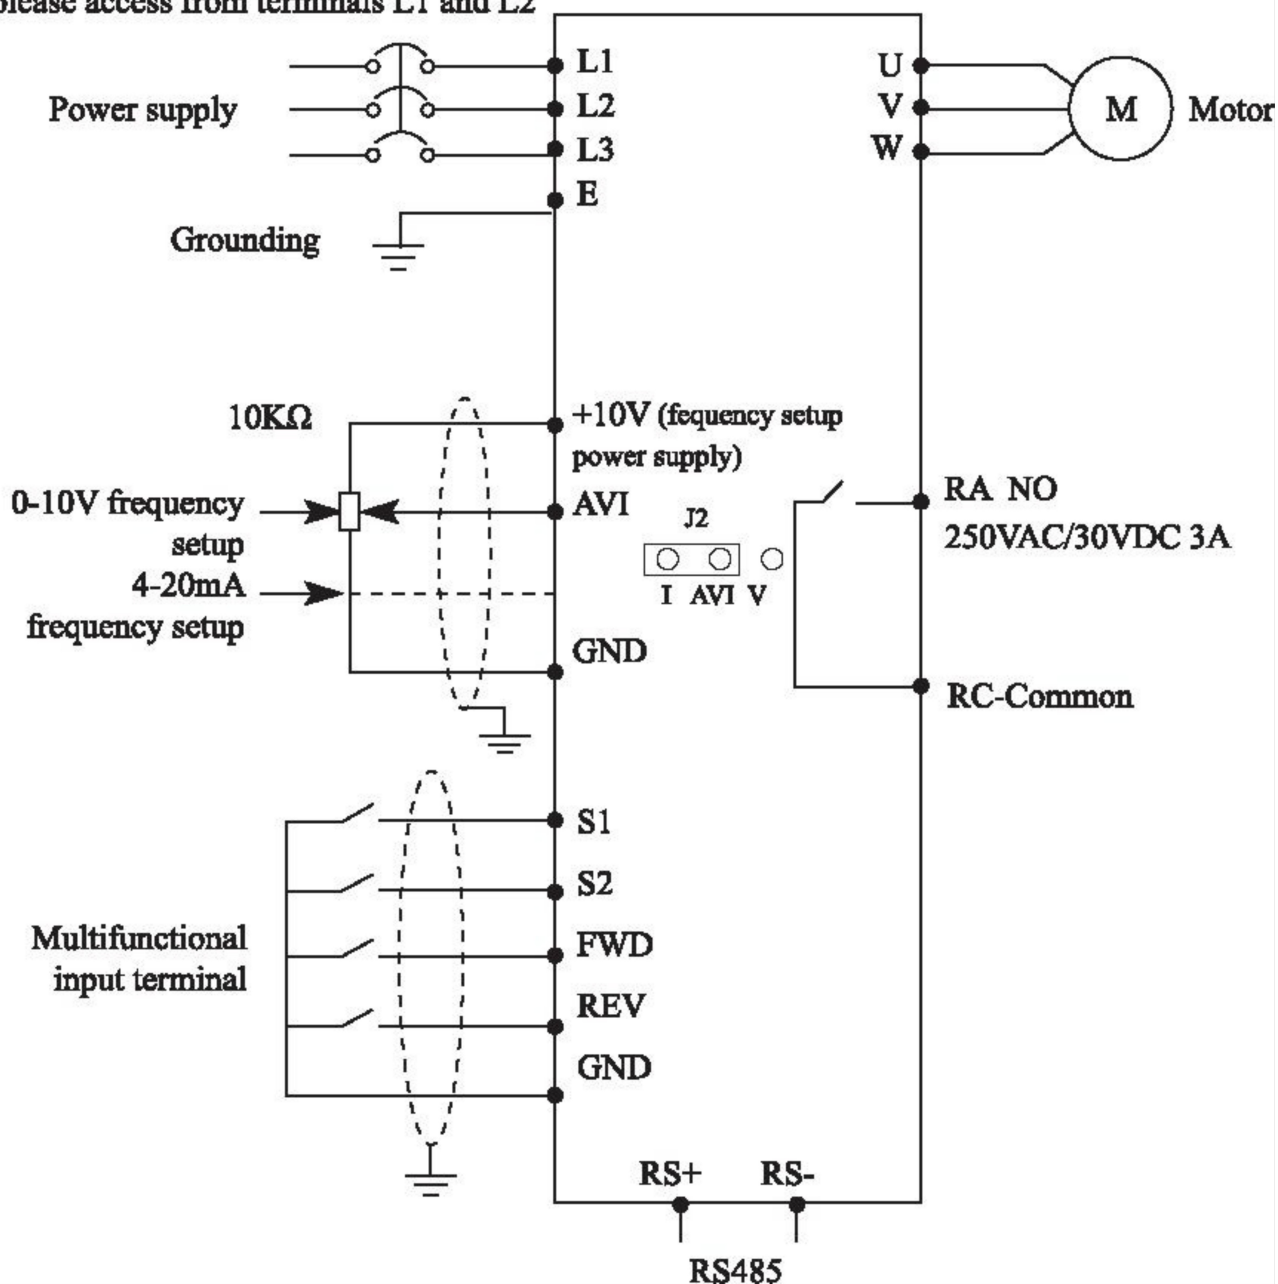 please access from terminals L1 and L2
Power supply
L1
L2
L3
E
Grounding
U
V
W
M
Motor
10KΩ
+10V (fequency setup
power supply)
0-10V frequency
setup
AVI
4-20mA
frequency setup
GND
J2
I AVI V
RA NO
250VAC/30VDC 3A
RC-Common
Multifunctional
input terminal
S1
S2
FWD
REV
GND
RS+ RS-
RS485